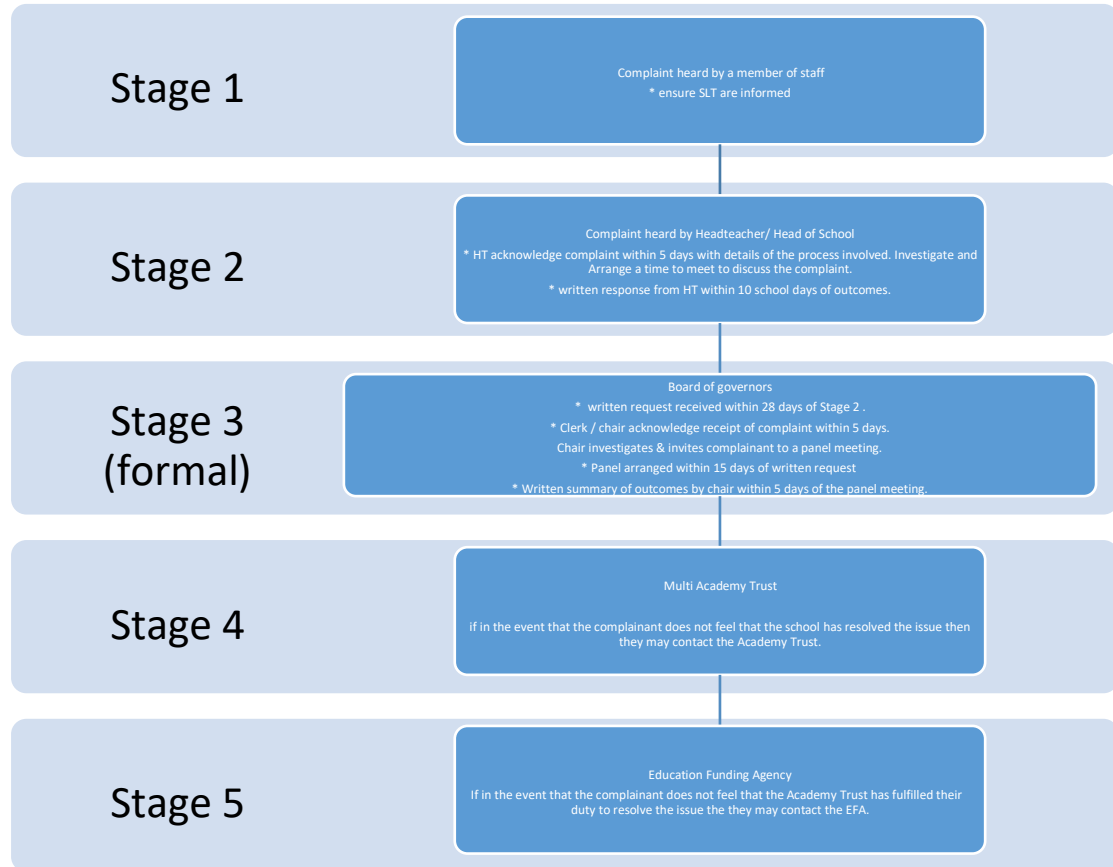 Stage 1
Complaint heard by a member of staff
* ensure SLT are informed
Stage 2
Complaint heard by Headteacher/ Head of School
* HT acknowledge complaint within 5 days with details of the process involved. Investigate and
Arrange a time to meet to discuss the complaint.
* written response from HT within 10 school days of outcomes.
Stage 3
(formal)
Board of governors
* written request received within 28 days of Stage 2 .
* Clerk / chair acknowledge receipt of complaint within 5 days.
Chair investigates & invites complainant to a panel meeting.
* Panel arranged within 15 days of written request
* Written summary of outcomes by chair within 5 days of the panel meeting.
Stage 4
Multi Academy Trust
if in the event that the complainant does not feel that the school has resolved the issue then
they may contact the Academy Trust.
Stage 5
Education Funding Agency
If in the event that the complainant does not feel that the Academy Trust has fulfilled their
duty to resolve the issue the they may contact the EFA.